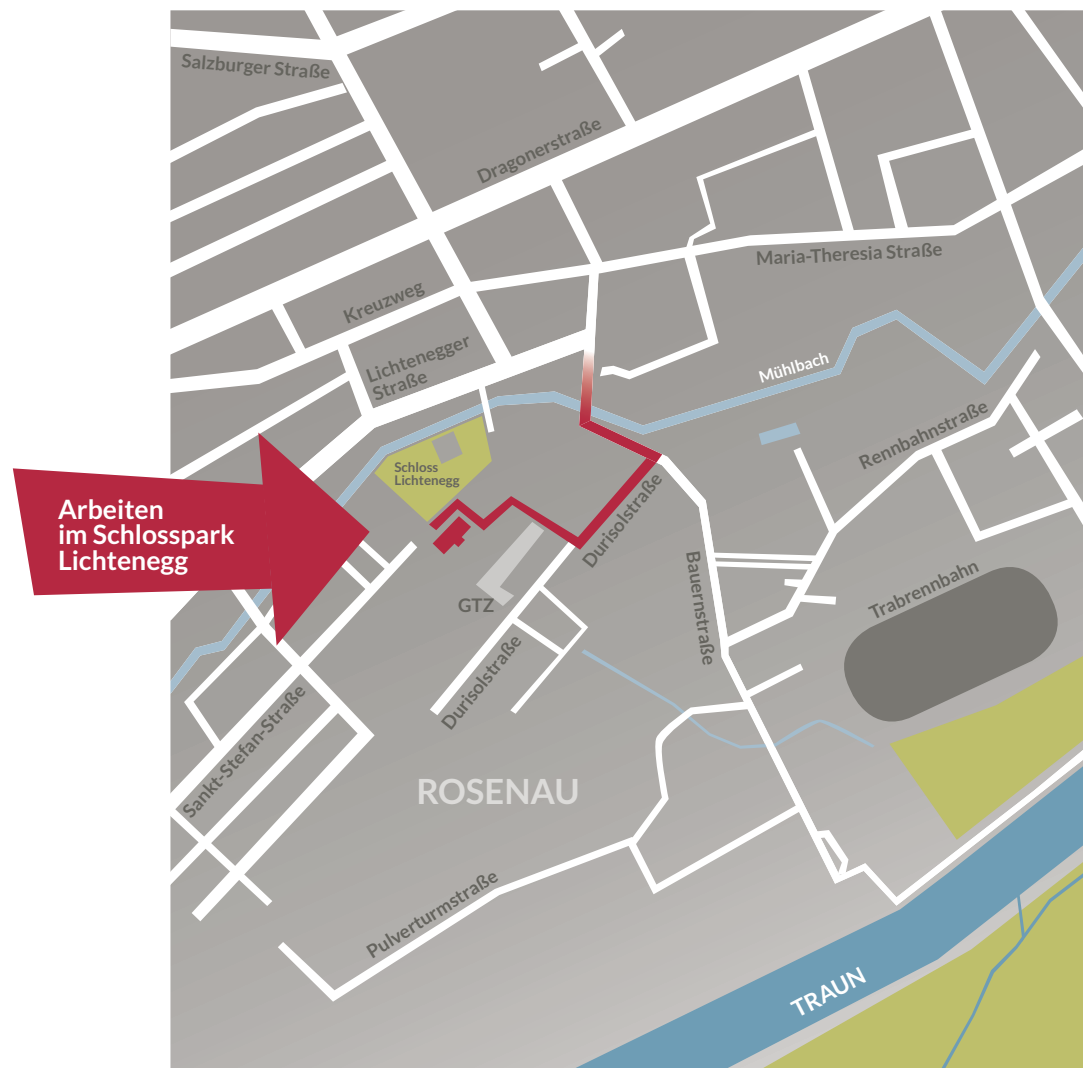 Salzburger Straße
Dragonerstraße
Maria-Theresia Straße
Kreuzweg
Lichtenegger
Straße
Mühlbach
Rennbahnstraße
Schloss
Lichtenegg
Arbeiten
im Schlosspark
Lichtenegg
Durisolstraße
Bauernstraße
Trabrennbahn
GTZ
Durisolstraße
Sankt-Stefan-Straße
ROSENAU
Pulverturmstraße
TRAUN